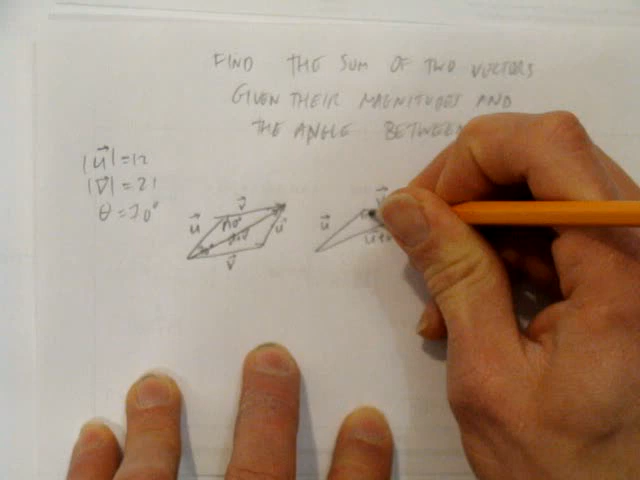 FIND THE SUM OF TWO VECTORS
GIVEN THEIR MAGNITUDES AND
THE ANGLE BETWEEN
|u⃗| = 12
|v⃗| = 21
v⃗
v⃗
u⃗
u⃗
u⃗
v⃗